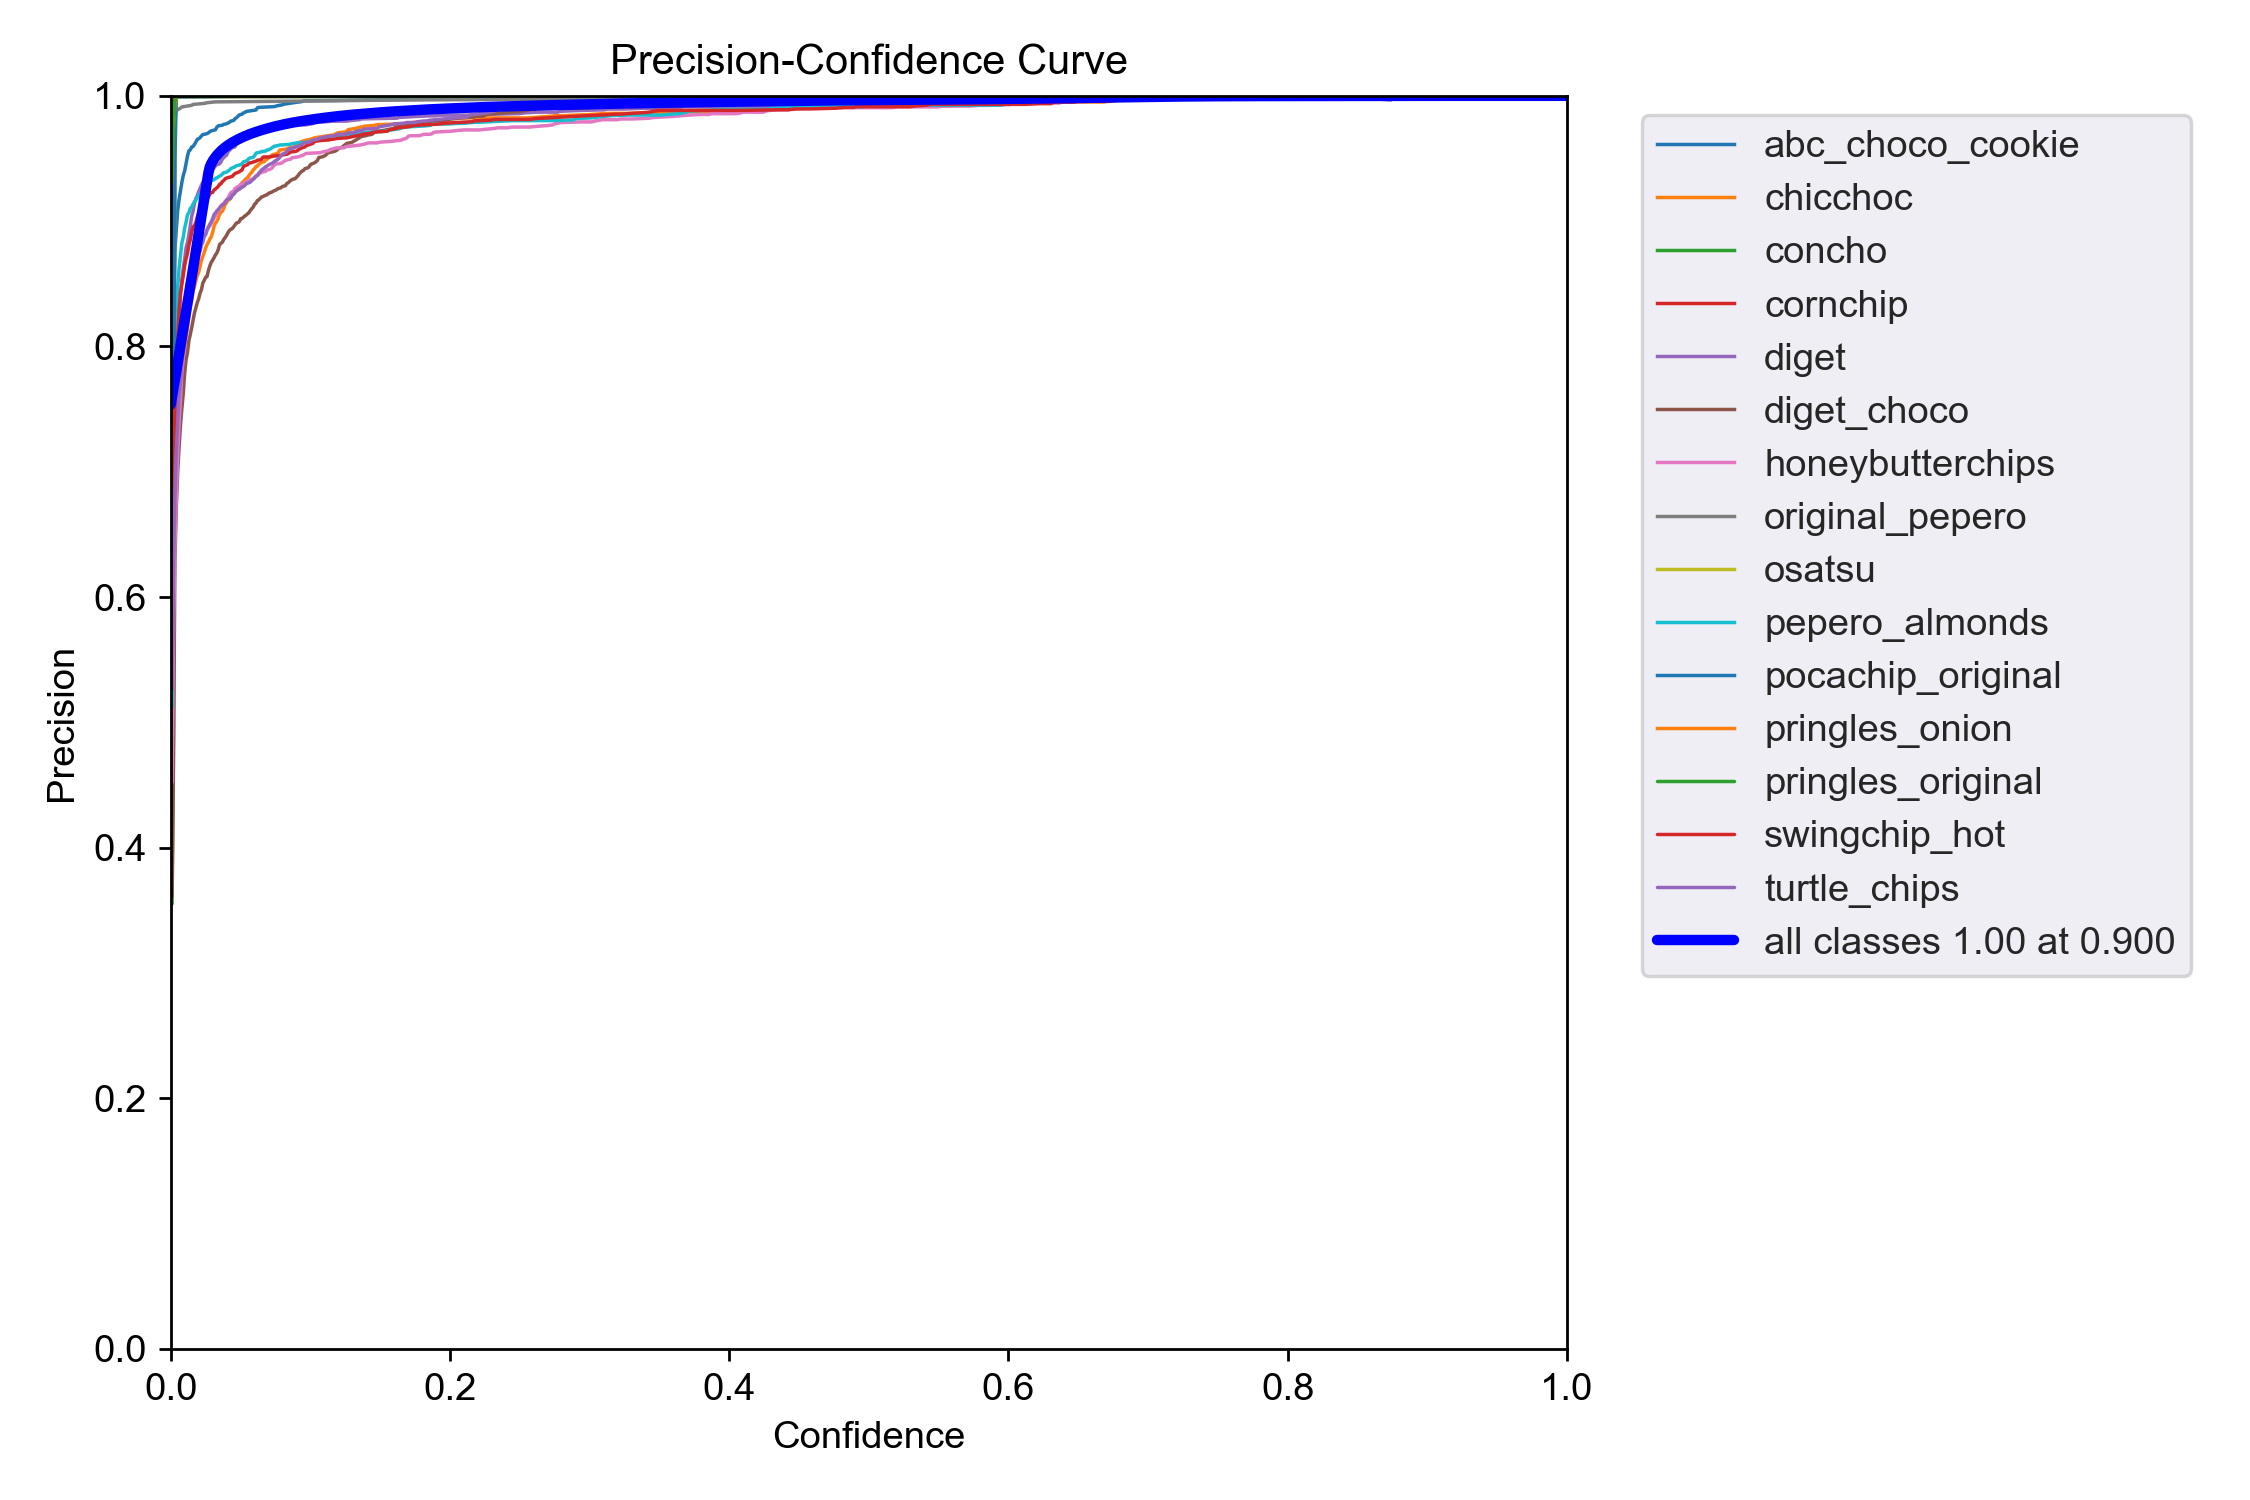 Precision-Confidence Curve
1.0
0.8
0.6
0.4
0.2
0.0
Precision
0.0 0.2 0.4 0.6 0.8 1.0
Confidence
abc_choco_cookie
chicchoc
concho
cornchip
diget
diget_choco
honeybutterchips
original_pepero
osatsu
pepero_almonds
pocachip_original
pringles_onion
pringles_original
swingchip_hot
turtle_chips
all classes 1.00 at 0.900